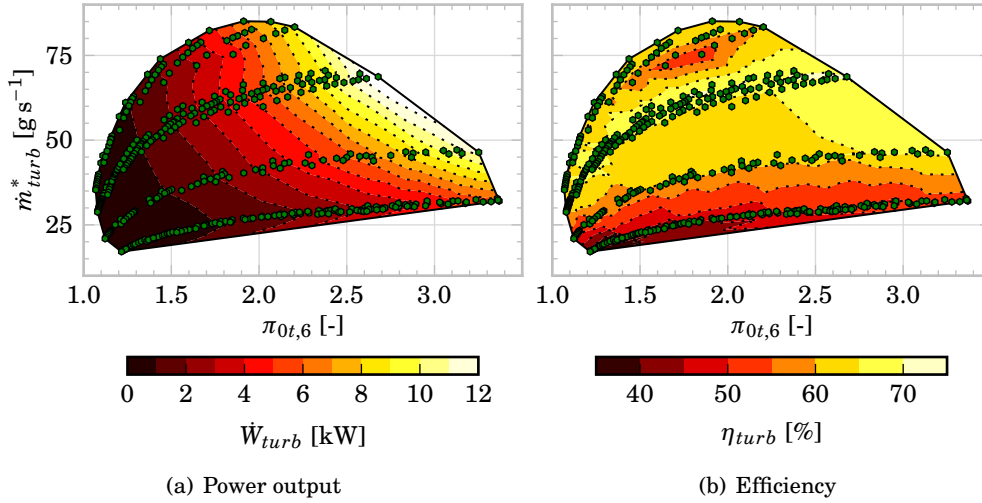 75
50
25
ṁ*turb [g s−1]
1.0 1.5 2.0 2.5 3.0
π0t,6 [-]
0 2 4 6 8 10 12
Ẇturb [kW]
(a) Power output
1.0 1.5 2.0 2.5 3.0
π0t,6 [-]
40 50 60 70
ηturb [%]
(b) Efficiency